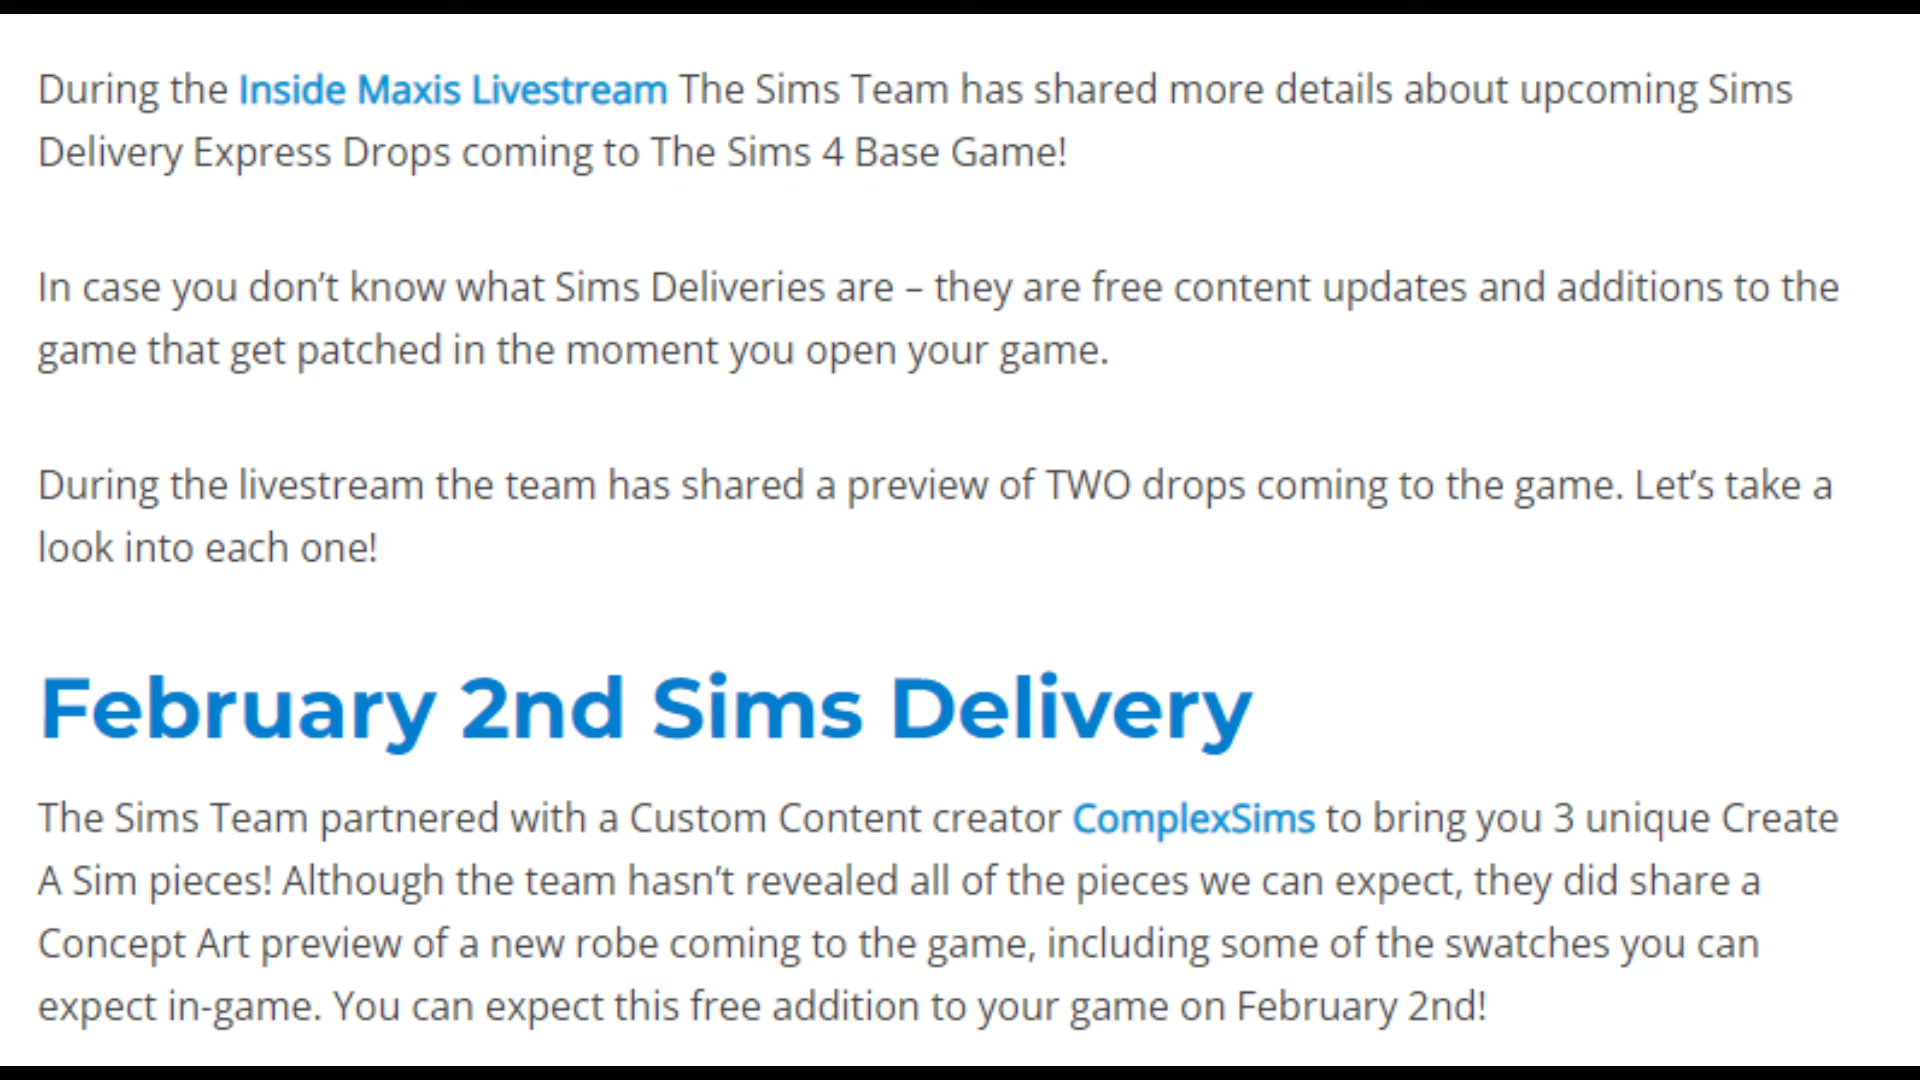 During the Inside Maxis Livestream The Sims Team has shared more details about upcoming Sims
Delivery Express Drops coming to The Sims 4 Base Game!
In case you don’t know what Sims Deliveries are – they are free content updates and additions to the
game that get patched in the moment you open your game.
During the livestream the team has shared a preview of TWO drops coming to the game. Let’s take a
look into each one!
February 2nd Sims Delivery
The Sims Team partnered with a Custom Content creator ComplexSims to bring you 3 unique Create
A Sim pieces! Although the team hasn’t revealed all of the pieces we can expect, they did share a
Concept Art preview of a new robe coming to the game, including some of the swatches you can
expect in-game. You can expect this free addition to your game on February 2nd!